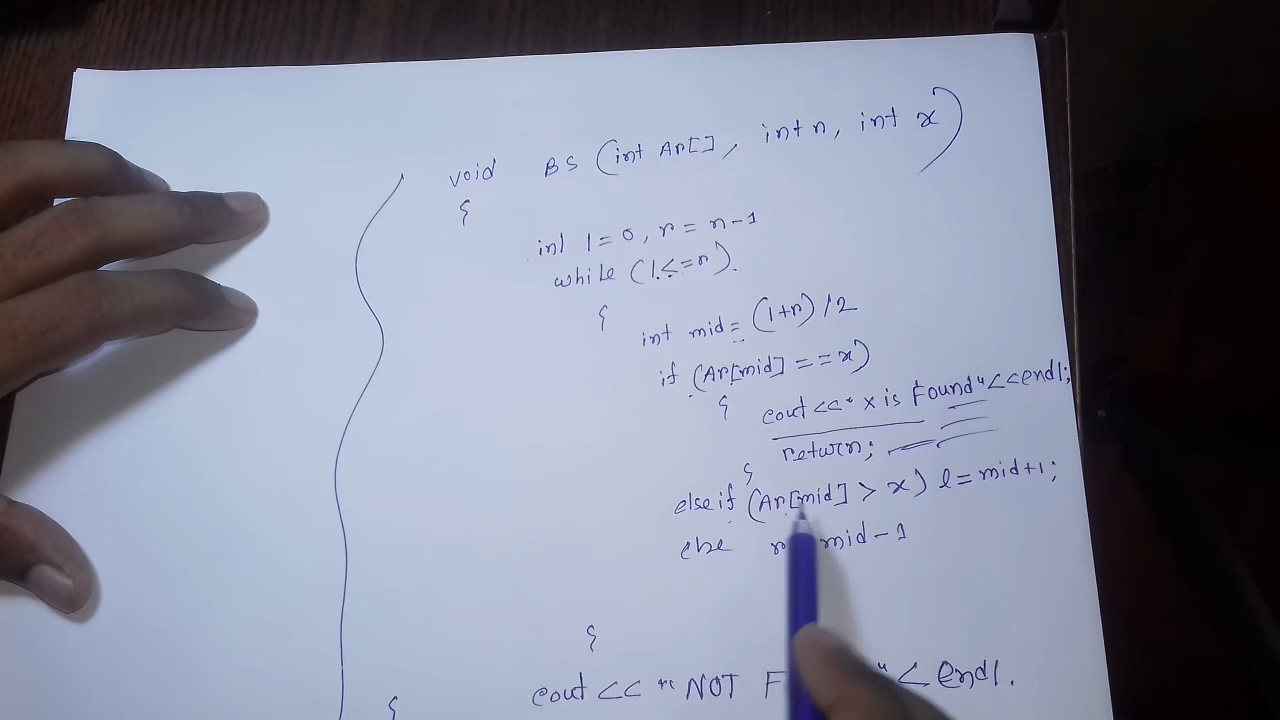 void BS (int Ar[], int n, int x)
{
int l = 0, r = n-1
while (l <= r)
{
int mid = (l+r)/2
if (Ar[mid] == x)
{
cout << "x is Found" << endl;
return;
}
else if (Ar[mid] > x) l = mid+1;
else r mid - 1
}
cout << "NOT F " < endl.
}